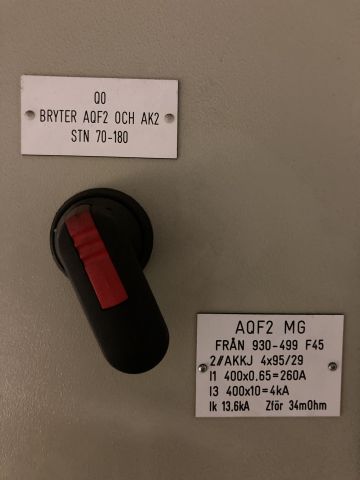 Q0
BRYTER AQF2 OCH AK2
STN 70-180
AQF2 MG
FRÅN 930-499 F45
2//AKKJ 4x95/29
I1 400x0.65=260A
I3 400x10=4kA
Ik 13,6kA Zför 34mOhm